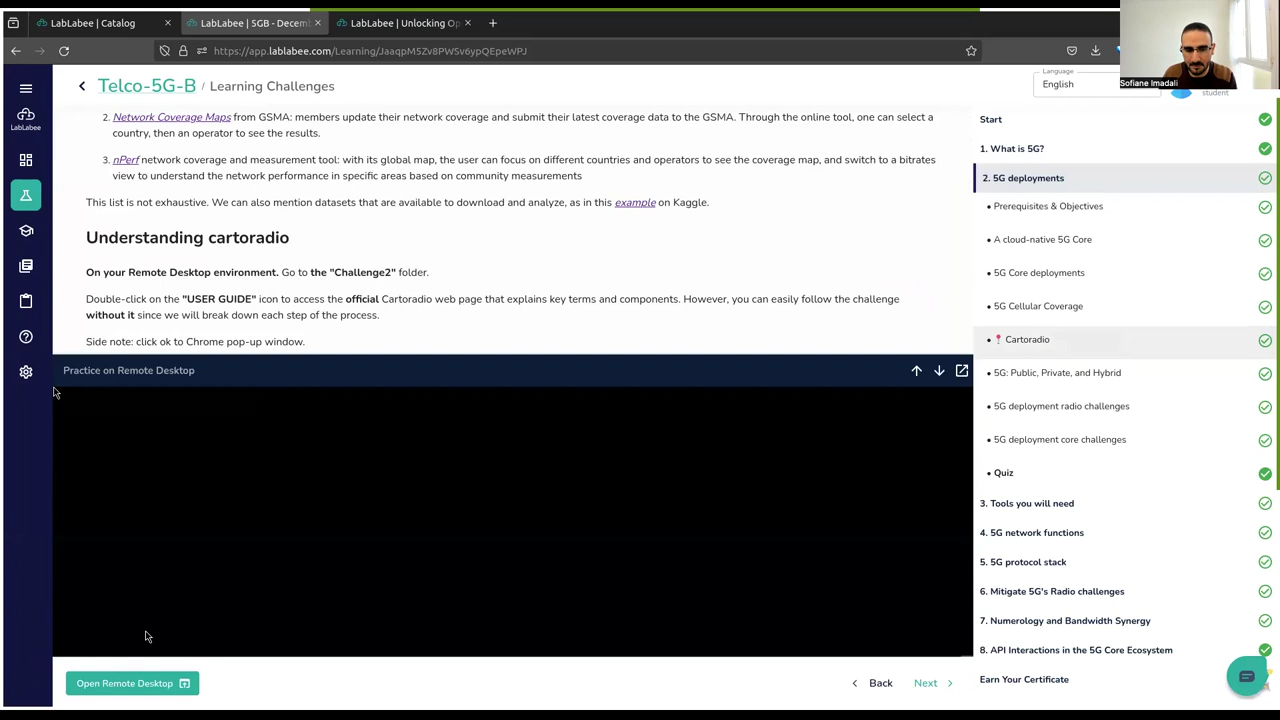 LabLabee | Catalog
LabLabee | 5GB - Decem
LabLabee | Unlocking Op
https://app.lablabee.com/Learning/JaaqpMSZv8PWSv6ypQEpeWPJ
Sofiane Imadali
Telco-5G-B / Learning Challenges
Language
English
student
LabLabee
2. Network Coverage Maps from GSMA: members update their network coverage and submit their latest coverage data to the GSMA. Through the online tool, one can select a
country, then an operator to see the results.
3. nPerf network coverage and measurement tool: with its global map, the user can focus on different countries and operators to see the coverage map, and switch to a bitrates
view to understand the network performance in specific areas based on community measurements
This list is not exhaustive. We can also mention datasets that are available to download and analyze, as in this example on Kaggle.
Understanding cartoradio
On your Remote Desktop environment. Go to the "Challenge2" folder.
Double-click on the "USER GUIDE" icon to access the official Cartoradio web page that explains key terms and components. However, you can easily follow the challenge
without it since we will break down each step of the process.
Side note: click ok to Chrome pop-up window.
Practice on Remote Desktop
Open Remote Desktop
Back
Next
Start
1. What is 5G?
2. 5G deployments
• Prerequisites & Objectives
• A cloud-native 5G Core
• 5G Core deployments
• 5G Cellular Coverage
• 📍 Cartoradio
• 5G: Public, Private, and Hybrid
• 5G deployment radio challenges
• 5G deployment core challenges
• Quiz
3. Tools you will need
4. 5G network functions
5. 5G protocol stack
6. Mitigate 5G's Radio challenges
7. Numerology and Bandwidth Synergy
8. API Interactions in the 5G Core Ecosystem
Earn Your Certificate